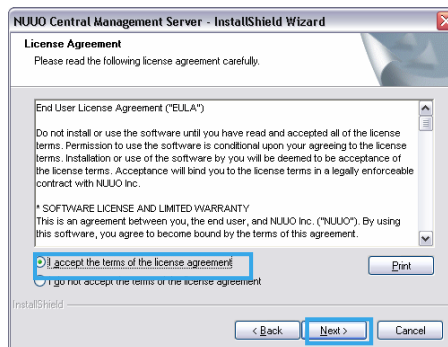 NUUO Central Management Server - InstallShield Wizard
License Agreement
Please read the following license agreement carefully.
End User License Agreement ("EULA")
Do not install or use the software until you have read and accepted all of the license
terms. Permission to use the software is conditional upon your agreeing to the license
terms. Installation or use of the software by you will be deemed to be acceptance of
the license terms. Acceptance will bind you to the license terms in a legally enforceable
contract with NUUO Inc.
* SOFTWARE LICENSE AND LIMITED WARRANTY
This is an agreement between you, the end user, and NUUO Inc. ("NUUO"). By using
this software, you agree to become bound by the terms of this agreement.
I accept the terms of the license agreement
Print
I do not accept the terms of the license agreement
InstallShield
< Back
Next >
Cancel